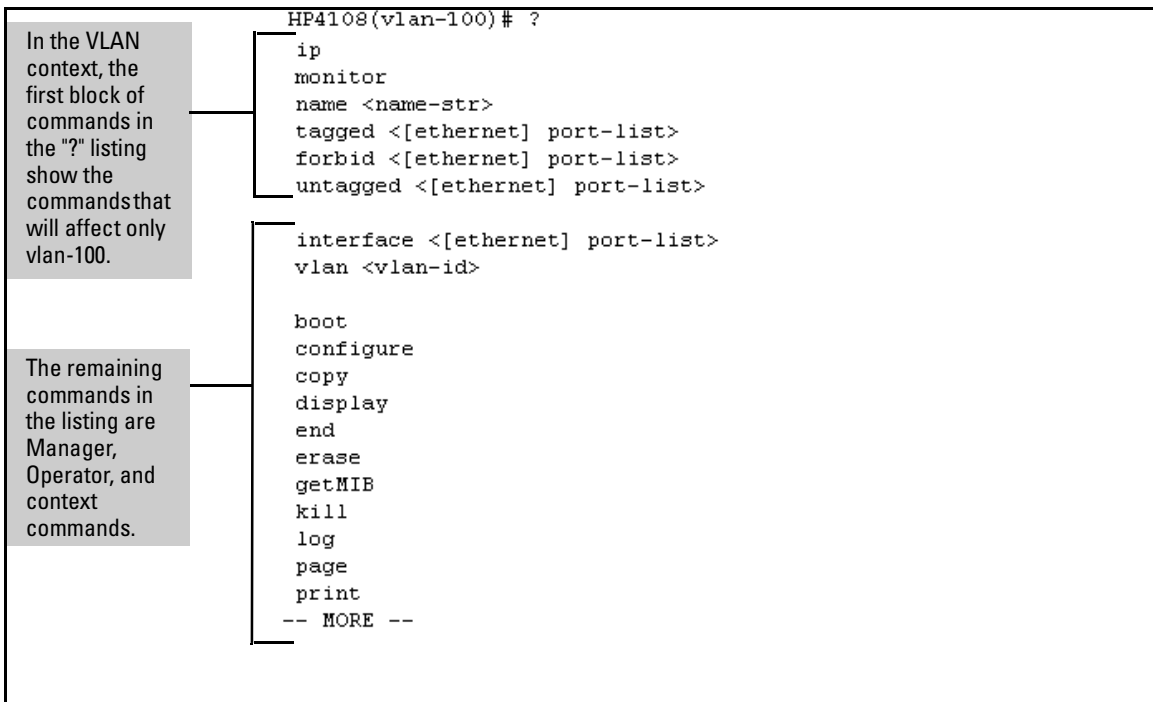 HP4108(vlan-100)# ?
In the VLAN
context, the
first block of
commands in
the "?" listing
show the
commands that
will affect only
vlan-100.
ip
monitor
name <name-str>
tagged <[ethernet] port-list>
forbid <[ethernet] port-list>
untagged <[ethernet] port-list>
interface <[ethernet] port-list>
vlan <vlan-id>
The remaining
commands in
the listing are
Manager,
Operator, and
context
commands.
boot
configure
copy
display
end
erase
getMIB
kill
log
page
print
-- MORE --